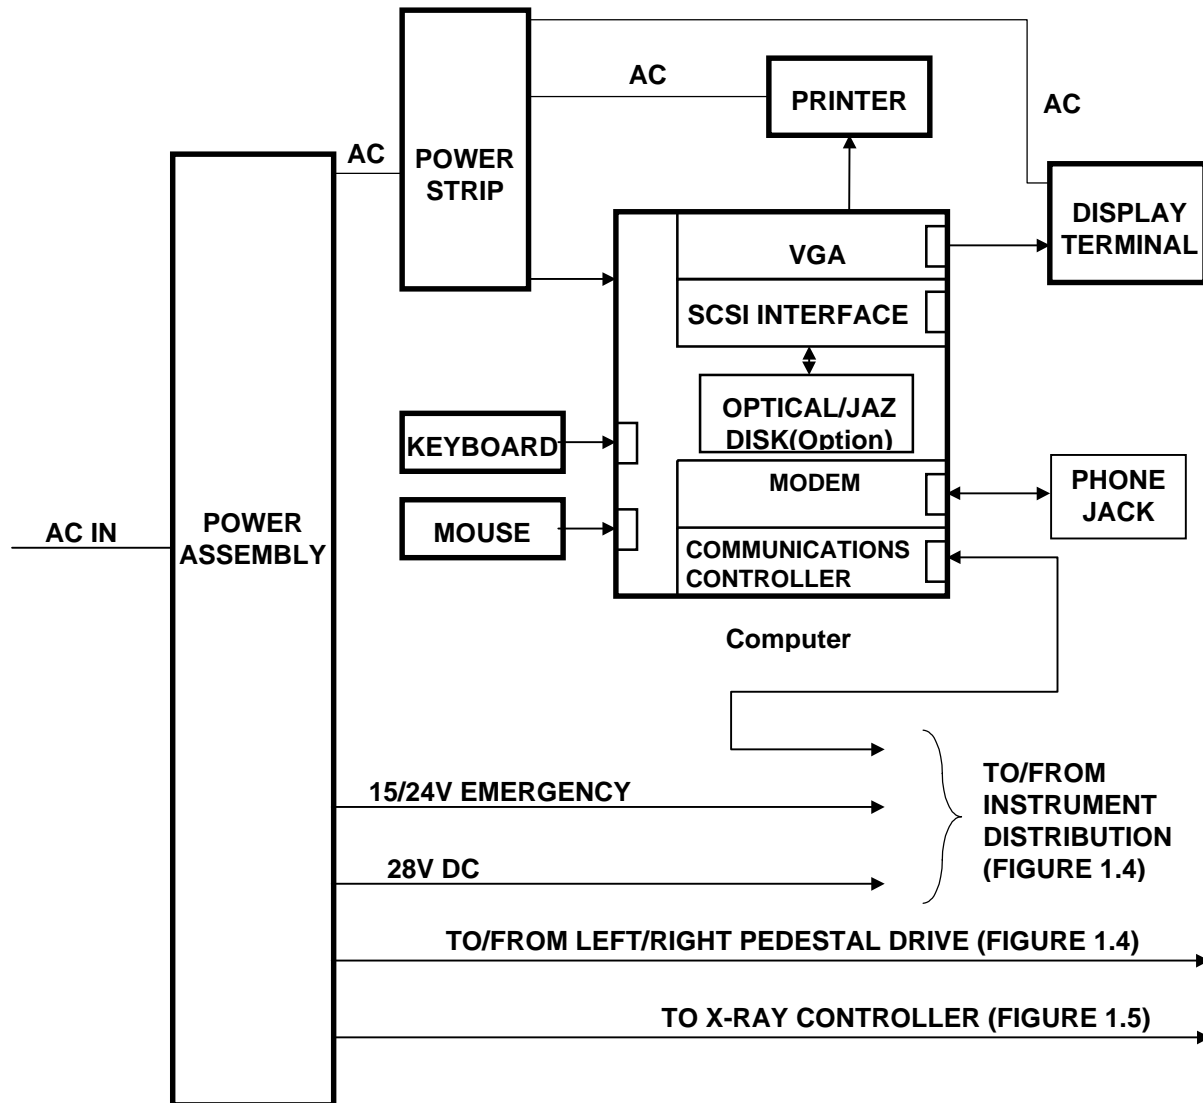 AC
PRINTER
AC
AC
POWER
STRIP
DISPLAY
TERMINAL
VGA
SCSI INTERFACE
OPTICAL/JAZ
DISK(Option)
KEYBOARD
MODEM
PHONE
JACK
MOUSE
AC IN
POWER
ASSEMBLY
COMMUNICATIONS
CONTROLLER
Computer
15/24V EMERGENCY
28V DC
TO/FROM
INSTRUMENT
DISTRIBUTION
(FIGURE 1.4)
TO/FROM LEFT/RIGHT PEDESTAL DRIVE (FIGURE 1.4)
TO X-RAY CONTROLLER (FIGURE 1.5)